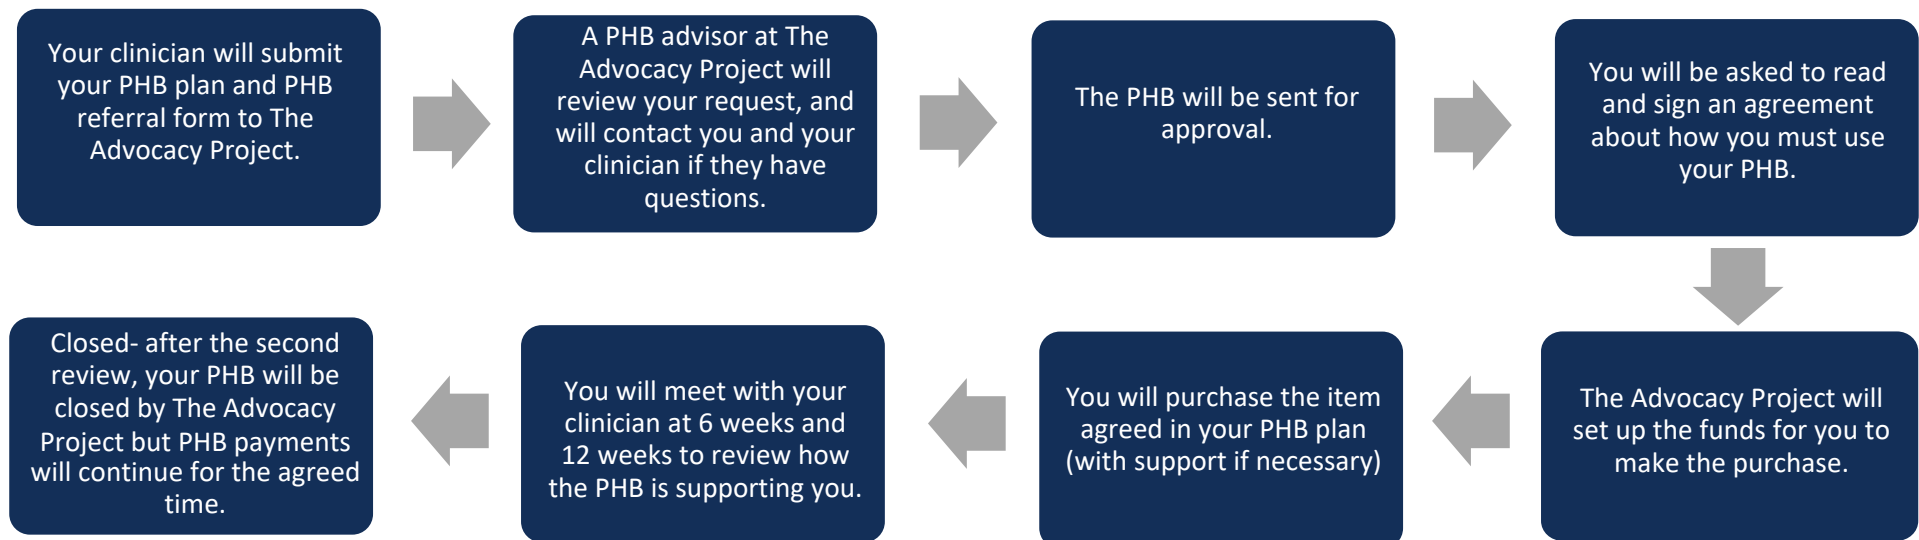 Your clinician will submit
your PHB plan and PHB
referral form to The
Advocacy Project.
A PHB advisor at The
Advocacy Project will
review your request, and
will contact you and your
clinician if they have
questions.
The PHB will be sent for
approval.
You will be asked to read
and sign an agreement
about how you must use
your PHB.
The Advocacy Project will
set up the funds for you to
make the purchase.
You will purchase the item
agreed in your PHB plan
(with support if necessary)
You will meet with your
clinician at 6 weeks and
12 weeks to review how
the PHB is supporting you.
Closed- after the second
review, your PHB will be
closed by The Advocacy
Project but PHB payments
will continue for the agreed
time.